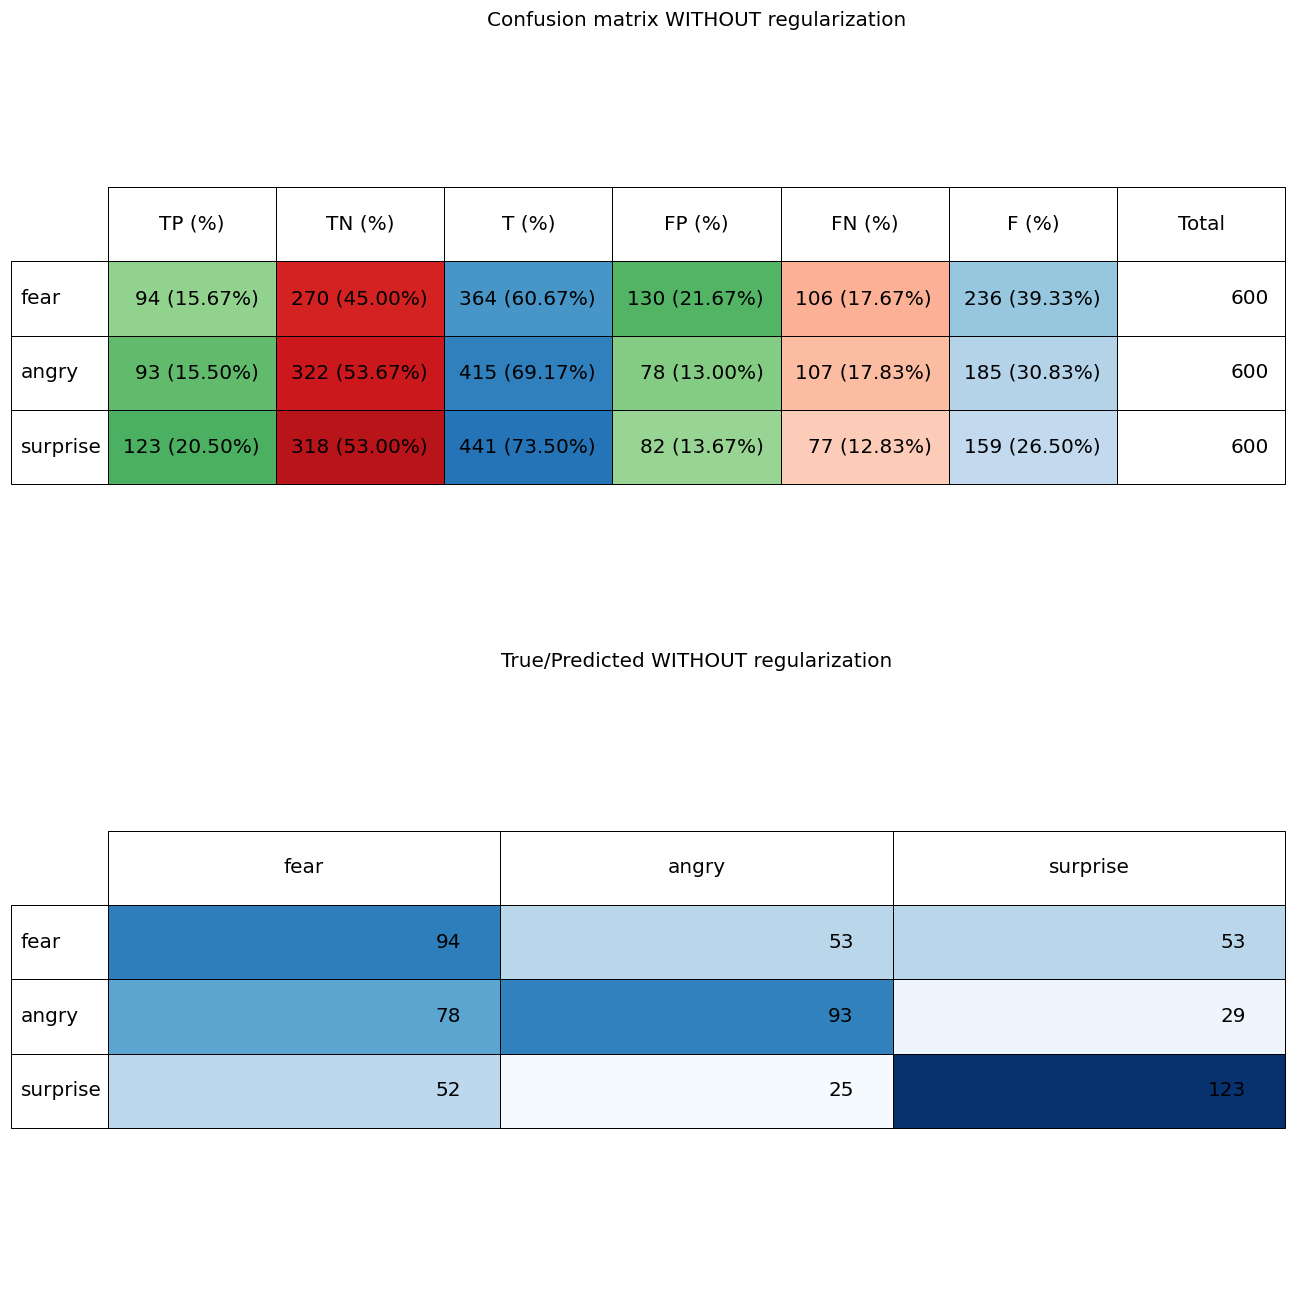 Confusion matrix WITHOUT regularization
TP (%) TN (%) T (%) FP (%) FN (%) F (%) Total
fear 94 (15.67%) 270 (45.00%) 364 (60.67%) 130 (21.67%) 106 (17.67%) 236 (39.33%) 600
angry 93 (15.50%) 322 (53.67%) 415 (69.17%) 78 (13.00%) 107 (17.83%) 185 (30.83%) 600
surprise 123 (20.50%) 318 (53.00%) 441 (73.50%) 82 (13.67%) 77 (12.83%) 159 (26.50%) 600
True/Predicted WITHOUT regularization
fear angry surprise
fear 94 53 53
angry 78 93 29
surprise 52 25 123